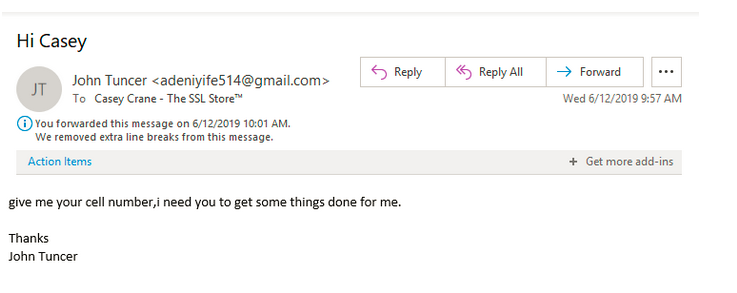 Hi Casey
JT
John Tuncer <adeniyife514@gmail.com>
Reply
Reply All
Forward
...
To Casey Crane - The SSL Store™
Wed 6/12/2019 9:57 AM
You forwarded this message on 6/12/2019 10:01 AM.
We removed extra line breaks from this message.
Action Items
+ Get more add-ins
give me your cell number,i need you to get some things done for me.
Thanks
John Tuncer